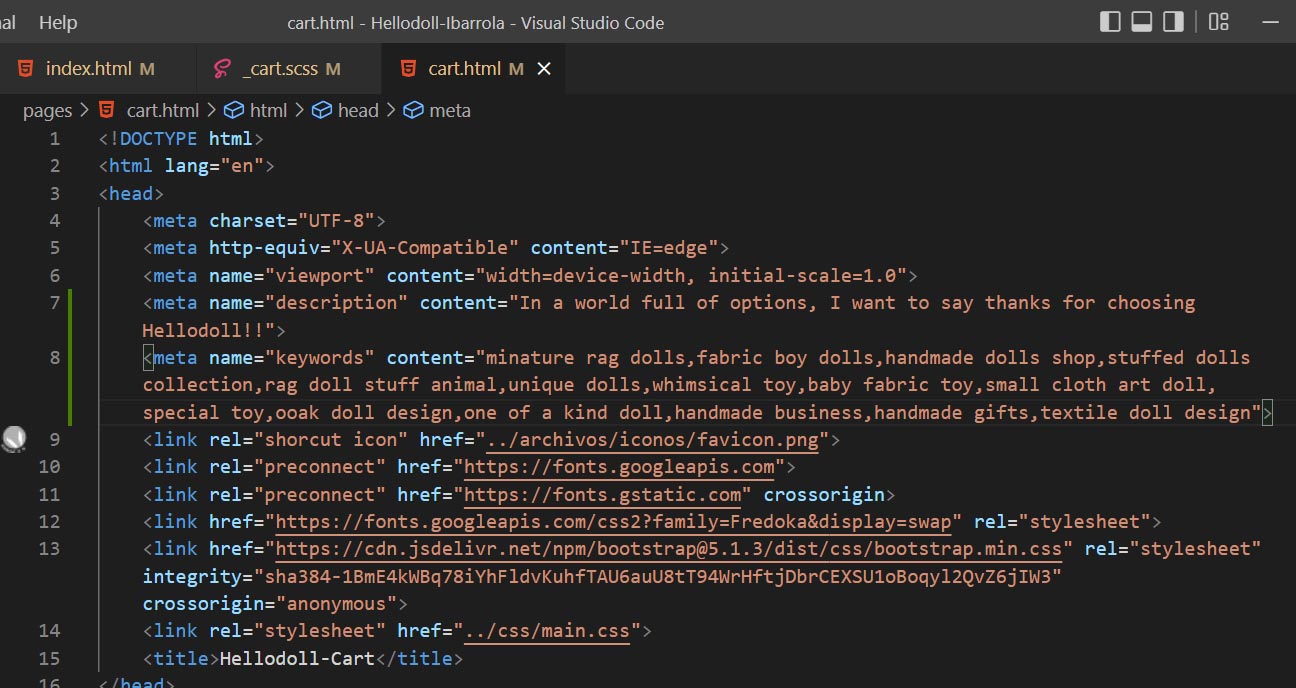 al Help cart.html - Hellodoll-Ibarrola - Visual Studio Code
index.html M _cart.scss M cart.html M
pages > cart.html > html > head > meta
1 <!DOCTYPE html>
2 <html lang="en">
3 <head>
4 <meta charset="UTF-8">
5 <meta http-equiv="X-UA-Compatible" content="IE=edge">
6 <meta name="viewport" content="width=device-width, initial-scale=1.0">
7 <meta name="description" content="In a world full of options, I want to say thanks for choosing
Hellodoll!!">
8 <meta name="keywords" content="minature rag dolls,fabric boy dolls,handmade dolls shop,stuffed dolls
collection,rag doll stuff animal,unique dolls,whimsical toy,baby fabric toy,small cloth art doll,
special toy,ooak doll design,one of a kind doll,handmade business,handmade gifts,textile doll design">
9 <link rel="shorcut icon" href="../archivos/iconos/favicon.png">
10 <link rel="preconnect" href="https://fonts.googleapis.com">
11 <link rel="preconnect" href="https://fonts.gstatic.com" crossorigin>
12 <link href="https://fonts.googleapis.com/css2?family=Fredoka&display=swap" rel="stylesheet">
13 <link href="https://cdn.jsdelivr.net/npm/bootstrap@5.1.3/dist/css/bootstrap.min.css" rel="stylesheet"
integrity="sha384-1BmE4kWBq78iYhFldvKuhfTAU6auU8tT94WrHftjDbrCEXSU1oBoqyl2QvZ6jIW3"
crossorigin="anonymous">
14 <link rel="stylesheet" href="../css/main.css">
15 <title>Hellodoll-Cart</title>
16 </head>